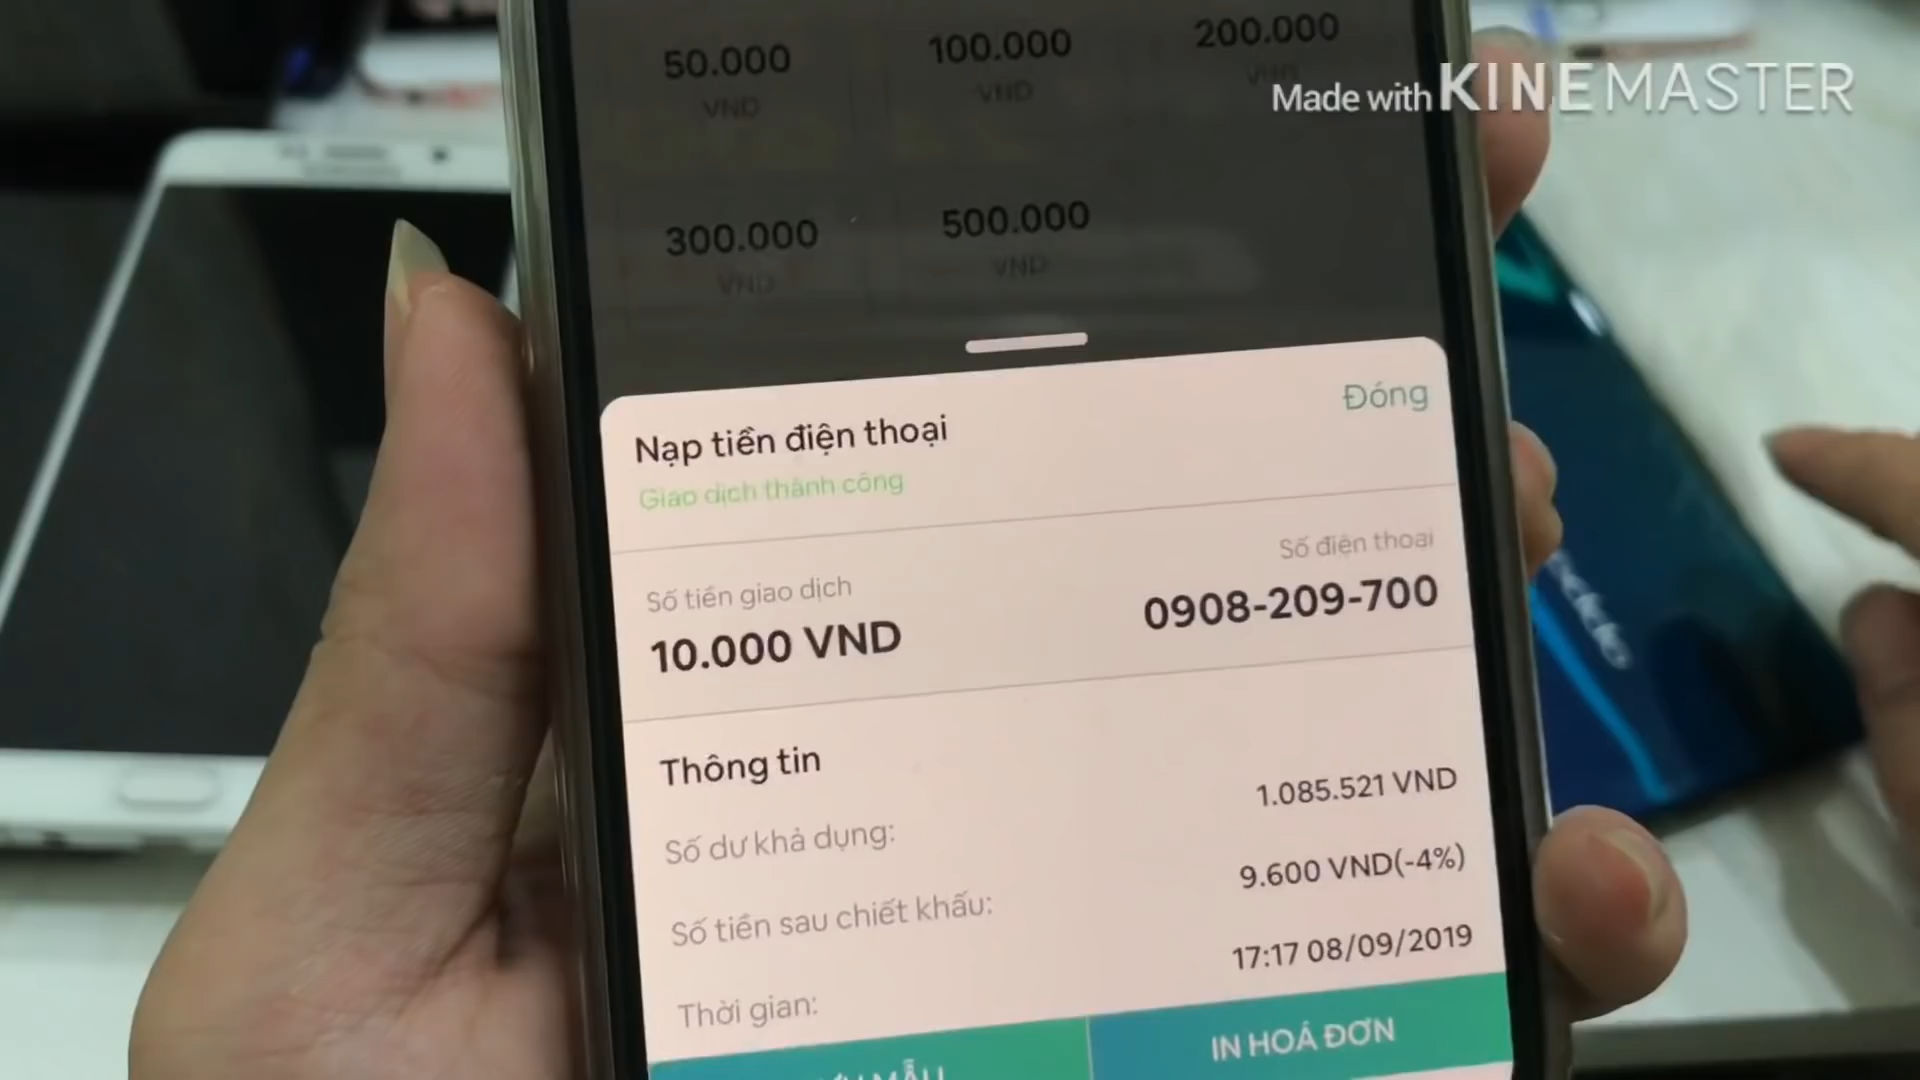 50.000
VND
100.000
VND
200.000
VND
Made with KINEMASTER
300.000
VND
500.000
VND
Nạp tiền điện thoại
Đóng
Giao dịch thành công
Số tiền giao dịch
10.000 VND
Số điện thoại
0908-209-700
Thông tin
Số dư khả dụng:
1.085.521 VND
Số tiền sau chiết khấu:
9.600 VND(-4%)
Thời gian:
17:17 08/09/2019
MẪU
IN HOÁ ĐƠN